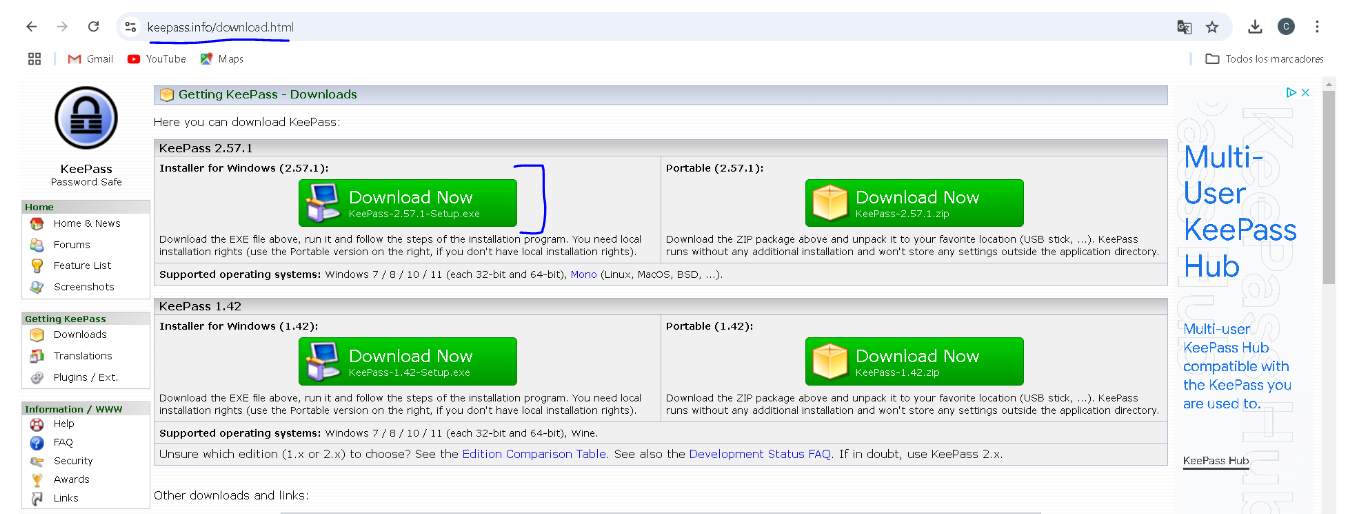 keepass.info/download.html
C
Gmail
YouTube
Maps
Todos los marcadores
KeePass
Password Safe
Home
Home & News
Forums
Feature List
Screenshots
Getting KeePass
Downloads
Translations
Plugins / Ext.
Information / WWW
Help
FAQ
Security
Awards
Links
Getting KeePass - Downloads
Here you can download KeePass:
KeePass 2.57.1
Installer for Windows (2.57.1):
Download Now
KeePass-2.57.1-Setup.exe
Download the EXE file above, run it and follow the steps of the installation program. You need local
installation rights (use the Portable version on the right, if you don't have local installation rights).
Portable (2.57.1):
Download Now
KeePass-2.57.1.zip
Download the ZIP package above and unpack it to your favorite location (USB stick, ...). KeePass
runs without any additional installation and won't store any settings outside the application directory.
Supported operating systems: Windows 7 / 8 / 10 / 11 (each 32-bit and 64-bit), Mono (Linux, MacOS, BSD, ...).
KeePass 1.42
Installer for Windows (1.42):
Download Now
KeePass-1.42-Setup.exe
Download the EXE file above, run it and follow the steps of the installation program. You need local
installation rights (use the Portable version on the right, if you don't have local installation rights).
Portable (1.42):
Download Now
KeePass-1.42.zip
Download the ZIP package above and unpack it to your favorite location (USB stick, ...). KeePass
runs without any additional installation and won't store any settings outside the application directory.
Supported operating systems: Windows 7 / 8 / 10 / 11 (each 32-bit and 64-bit), Wine.
Unsure which edition (1.x or 2.x) to choose? See the Edition Comparison Table. See also the Development Status FAQ. If in doubt, use KeePass 2.x.
Other downloads and links:
Multi-
User
KeePass
Hub
Multi-user
KeePass Hub
compatible with
the KeePass you
are used to.
KeePass Hub